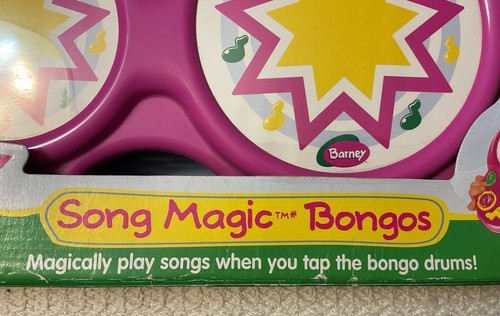 Barney
Song Magic™* Bongos
Magically play songs when you tap the bongo drums!